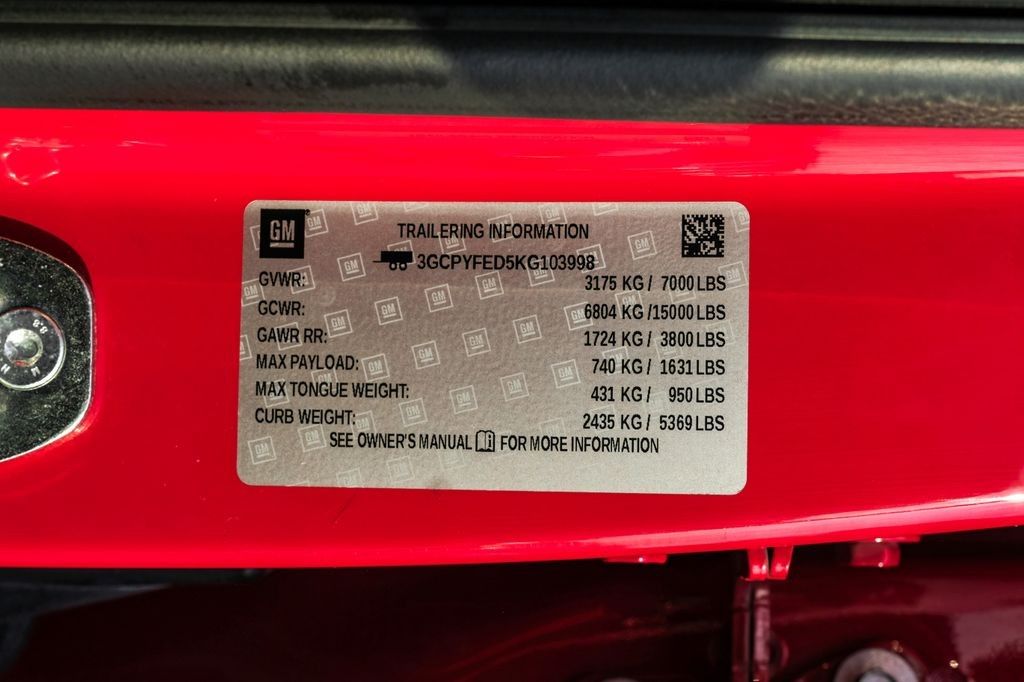 GM
TRAILERING INFORMATION
3GCPYFED5KG103998
GVWR: 3175 KG / 7000 LBS
GCWR: 6804 KG /15000 LBS
GAWR RR: 1724 KG / 3800 LBS
MAX PAYLOAD: 740 KG / 1631 LBS
MAX TONGUE WEIGHT: 431 KG / 950 LBS
CURB WEIGHT: 2435 KG / 5369 LBS
SEE OWNER'S MANUAL FOR MORE INFORMATION